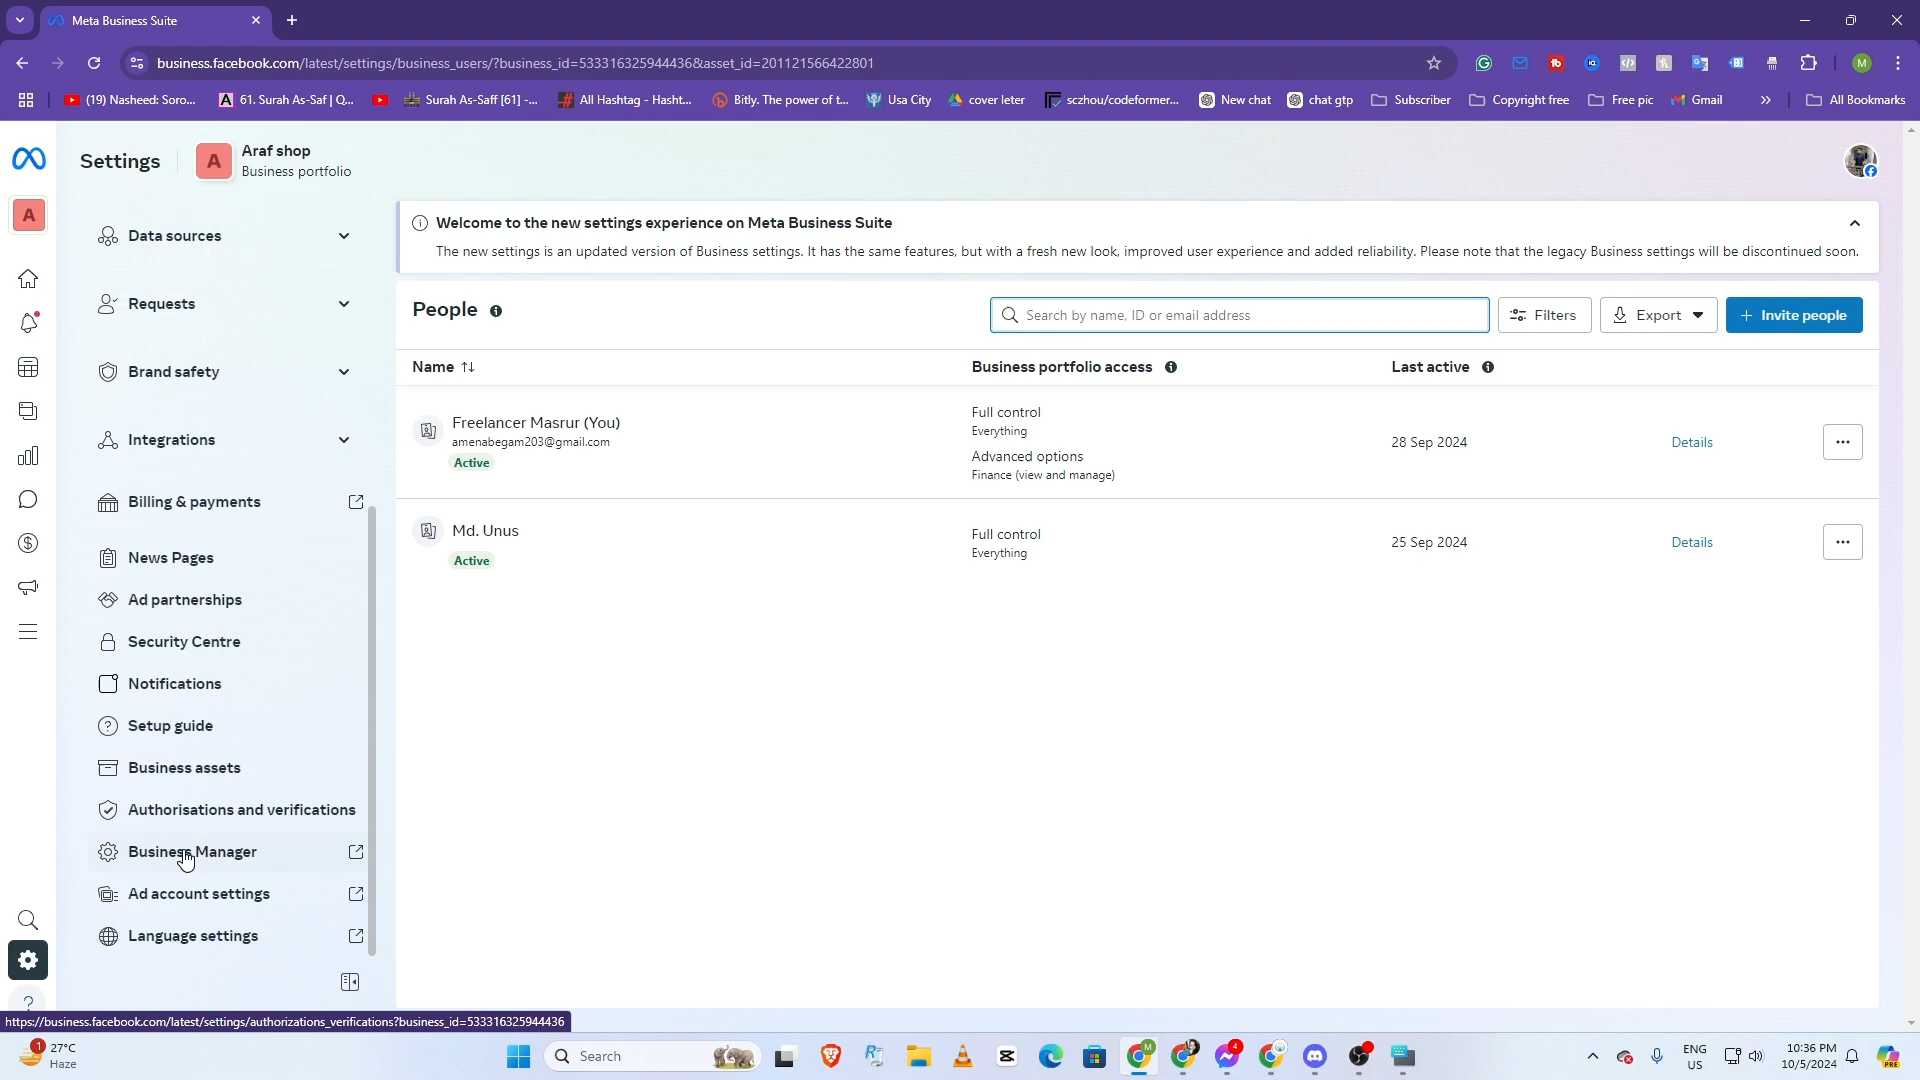 Meta Business Suite
business.facebook.com/latest/settings/business_users/?business_id=533316325944436&asset_id=201121566422801
(19) Nasheed: Soro...
61. Surah As-Saf | Q...
Surah As-Saff [61] -...
All Hashtag - Hasht...
Bitly. The power of t...
Usa City
cover leter
sczhou/codeformer...
New chat
chat gtp
Subscriber
Copyright free
Free pic
Gmail
All Bookmarks
Settings
A
Araf shop
Business portfolio
A
Data sources
Requests
Brand safety
Integrations
Billing & payments
News Pages
Ad partnerships
Security Centre
Notifications
Setup guide
Business assets
Authorisations and verifications
Business Manager
Ad account settings
Language settings
Welcome to the new settings experience on Meta Business Suite
The new settings is an updated version of Business settings. It has the same features, but with a fresh new look, improved user experience and added reliability. Please note that the legacy Business settings will be discontinued soon.
People
Search by name, ID or email address
Filters
Export
+ Invite people
Name
Business portfolio access
Last active
Freelancer Masrur (You)
amenabegam203@gmail.com
Active
Full control
Everything
Advanced options
Finance (view and manage)
28 Sep 2024
Details
Md. Unus
Active
Full control
Everything
25 Sep 2024
Details
https://business.facebook.com/latest/settings/authorizations_verifications?business_id=533316325944436
1
27°C
Haze
Search
4
ENG
US
10:36 PM
10/5/2024